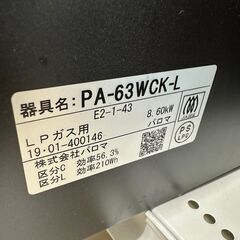 器具名: PA-63WCK-L
E2-1-43 8.60kW
LPガス用 パロマ
19.01-400146
株式会社パロマ
区分C 効率56.3%
区分L 効率210Wh
PS
LPG